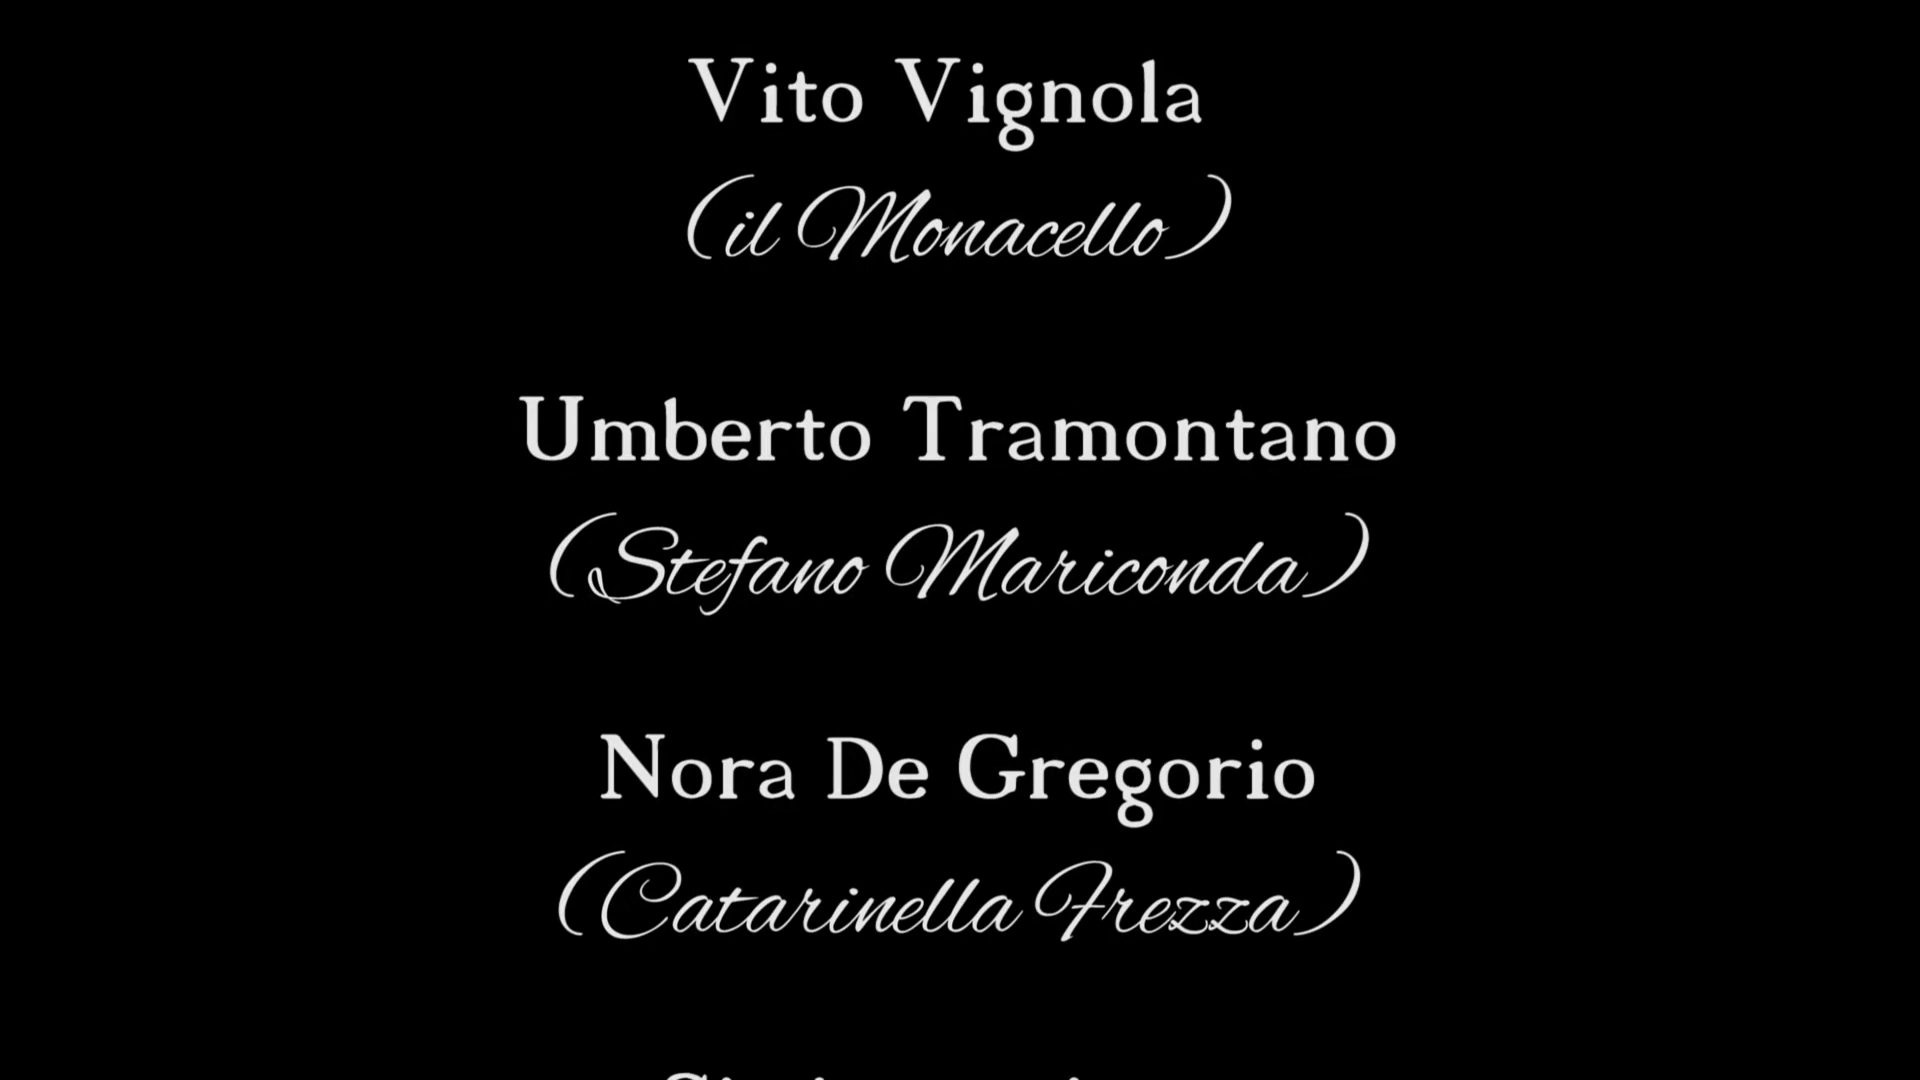 Vito Vignola
(il Monacello)
Umberto Tramontano
(Stefano Mariconda)
Nora De Gregorio
(Catarinella Frezza)